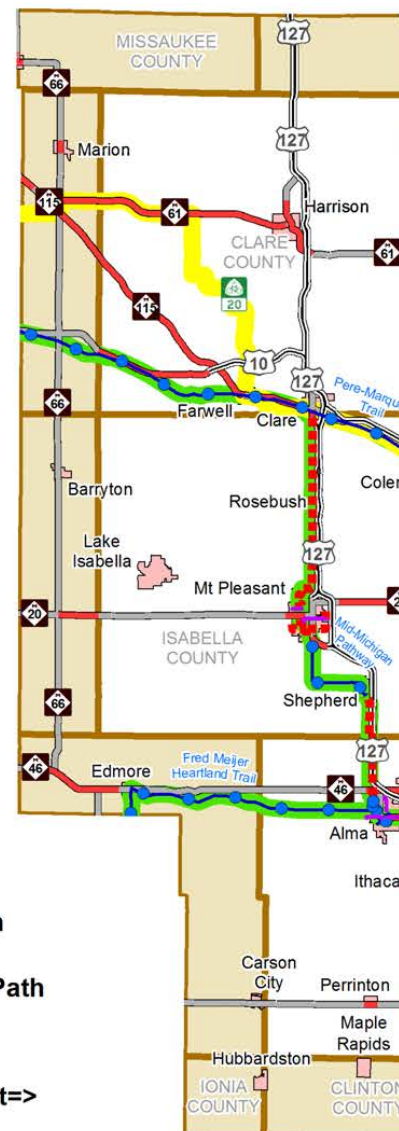 127
MISSAUKEE
COUNTY
M
66
127
Marion
M
115
M
61
Harrison
CLARE
COUNTY
M
61
20
M
115
10
127
Pere-Marqu
Trail
M
66
Farwell
Clare
Barryton
Coler
Rosebush
Lake
Isabella
127
Mt Pleasant
M
20
M
2
ISABELLA
COUNTY
Mid-Michigan
Pathway
M
66
Shepherd
127
M
46
Edmore
Fred Meijer
Heartland Trail
M
46
Alma
Ithaca
n
Path
Carson
City
Perrinton
Maple
Rapids
Hubbardston
IONIA
COUNTY
CLINTON
COUNTY
t=>